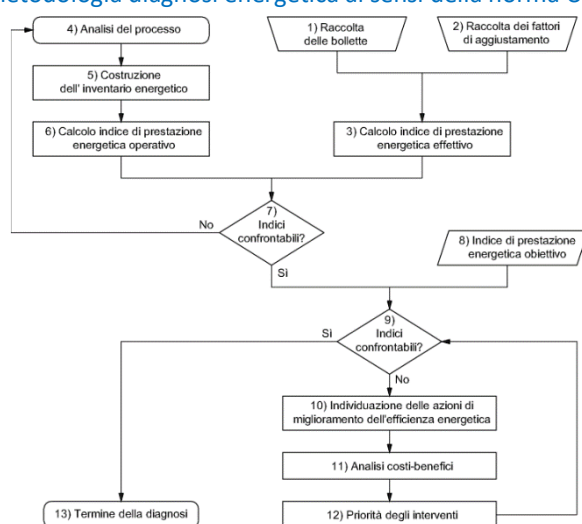 metodologia diagnosi energetica ai sensi della norma
4) Analisi del processo
1) Raccolta
delle bollette
2) Raccolta dei fattori
di aggiustamento
5) Costruzione
dell' inventario energetico
6) Calcolo indice di prestazione
energetica operativo
3) Calcolo indice di prestazione
energetica effettivo
7)
Indici
confrontabili?
No
Sì
8) Indice di prestazione
energetica obiettivo
9)
Indici
confrontabili?
Sì
No
10) Individuazione delle azioni di
miglioramento dell'efficienza energetica
11) Analisi costi-benefici
12) Priorità degli interventi
13) Termine della diagnosi